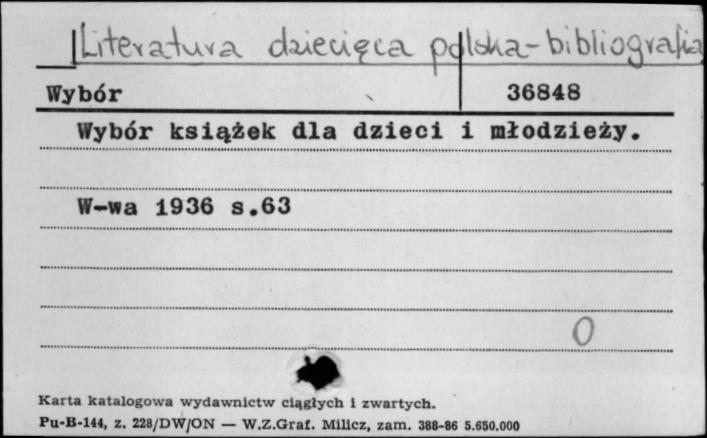 Literatura dziecięca polska-bibliografia
Wybór 36848
Wybór książek dla dzieci i młodzieży.
W-wa 1936 s.63
0
Karta katalogowa wydawnictw ciągłych i zwartych.
Pu-B-144, z. 228/DW/ON — W.Z.Graf. Milicz, zam. 388-86 5.650.000